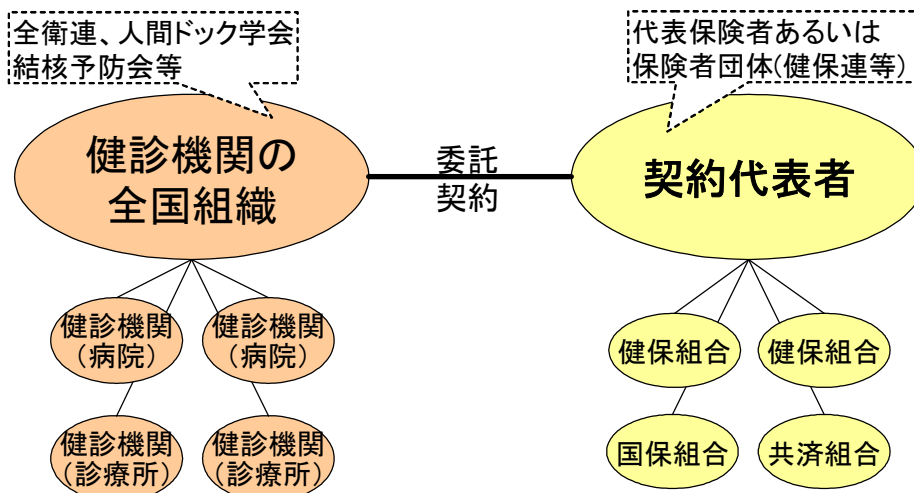 全衛連、人間ドック学会
結核予防会等
代表保険者あるいは
保険者団体(健保連等)
健診機関の
全国組織
委託
契約
契約代表者
健診機関
(病院)
健診機関
(病院)
健保組合
健保組合
健診機関
(診療所)
健診機関
(診療所)
国保組合
共済組合